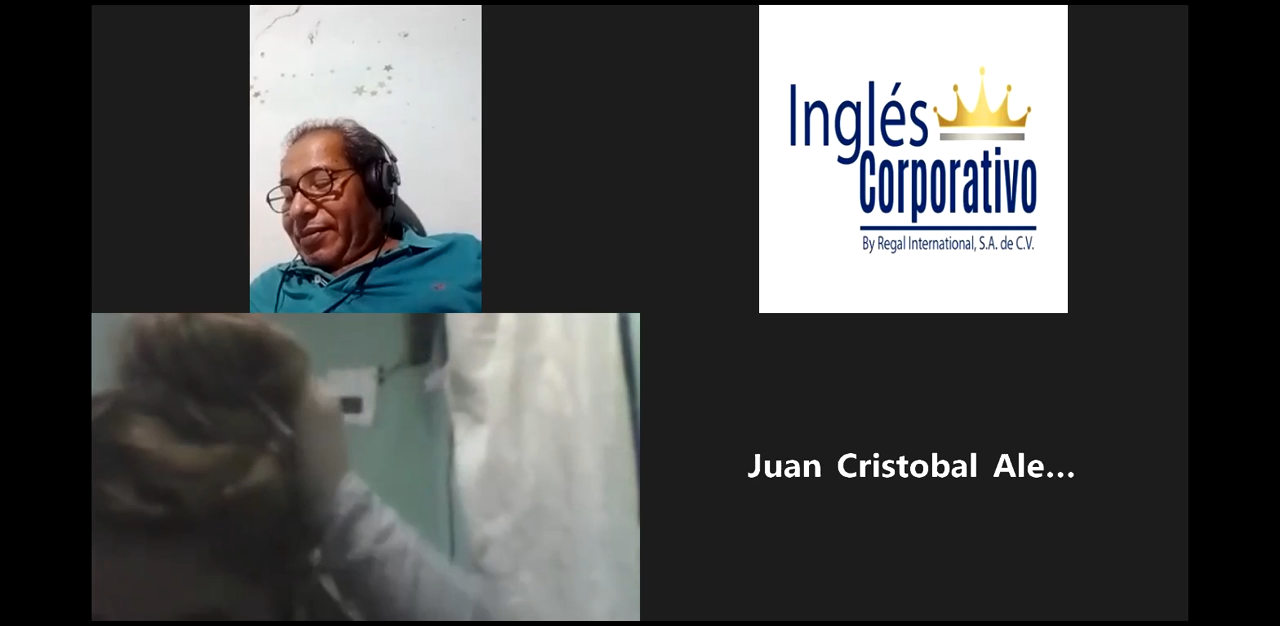 Inglés
Corporativo
By Regal International, S.A. de C.V.
Juan Cristobal Ale...